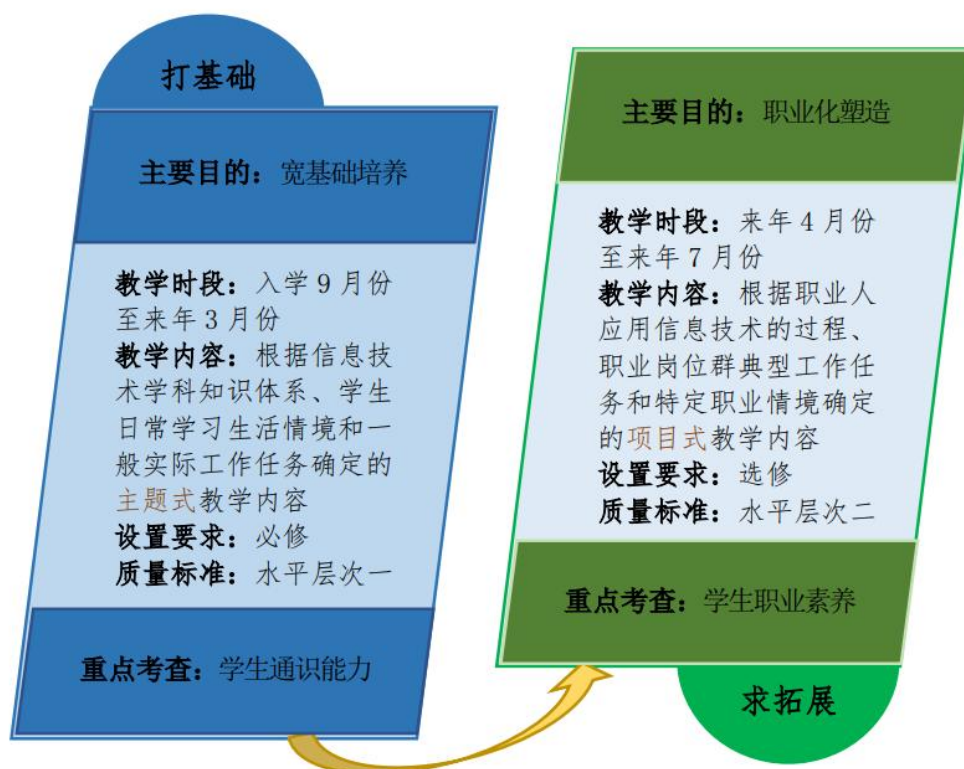 打基础
主要目的：宽基础培养
教学时段：入学 9 月份
至来年 3 月份
教学内容：根据信息技
术学科知识体系、学生
日常学习生活情境和一
般实际工作任务确定的
主题式教学内容
设置要求：必修
质量标准：水平层次一
重点考查：学生通识能力
主要目的：职业化塑造
教学时段：来年 4 月份
至来年 7 月份
教学内容：根据职业人
应用信息技术的过程、
职业岗位群典型工作任
务和特定职业情境确定
的项目式教学内容
设置要求：选修
质量标准：水平层次二
重点考查：学生职业素养
求拓展